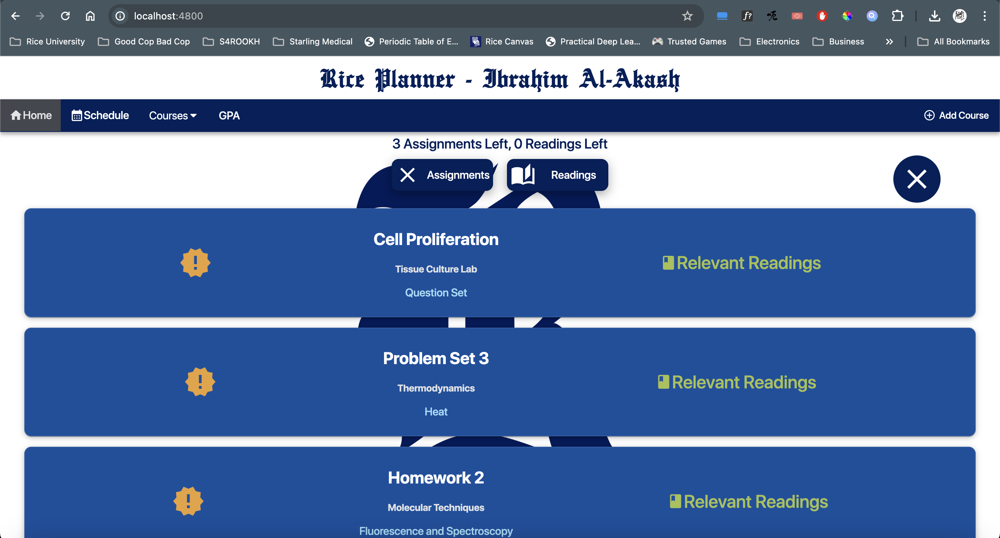 localhost:4800
Rice University Good Cop Bad Cop S4ROOKH Starling Medical Periodic Table of E... Rice Canvas Practical Deep Lea... Trusted Games Electronics Business » All Bookmarks
Rice Planner - Ibrahim Al-Akash
Home Schedule Courses GPA Add Course
3 Assignments Left, 0 Readings Left
Assignments Readings
Cell Proliferation
Tissue Culture Lab
Question Set
Relevant Readings
Problem Set 3
Thermodynamics
Heat
Relevant Readings
Homework 2
Molecular Techniques
Fluorescence and Spectroscopy
Relevant Readings